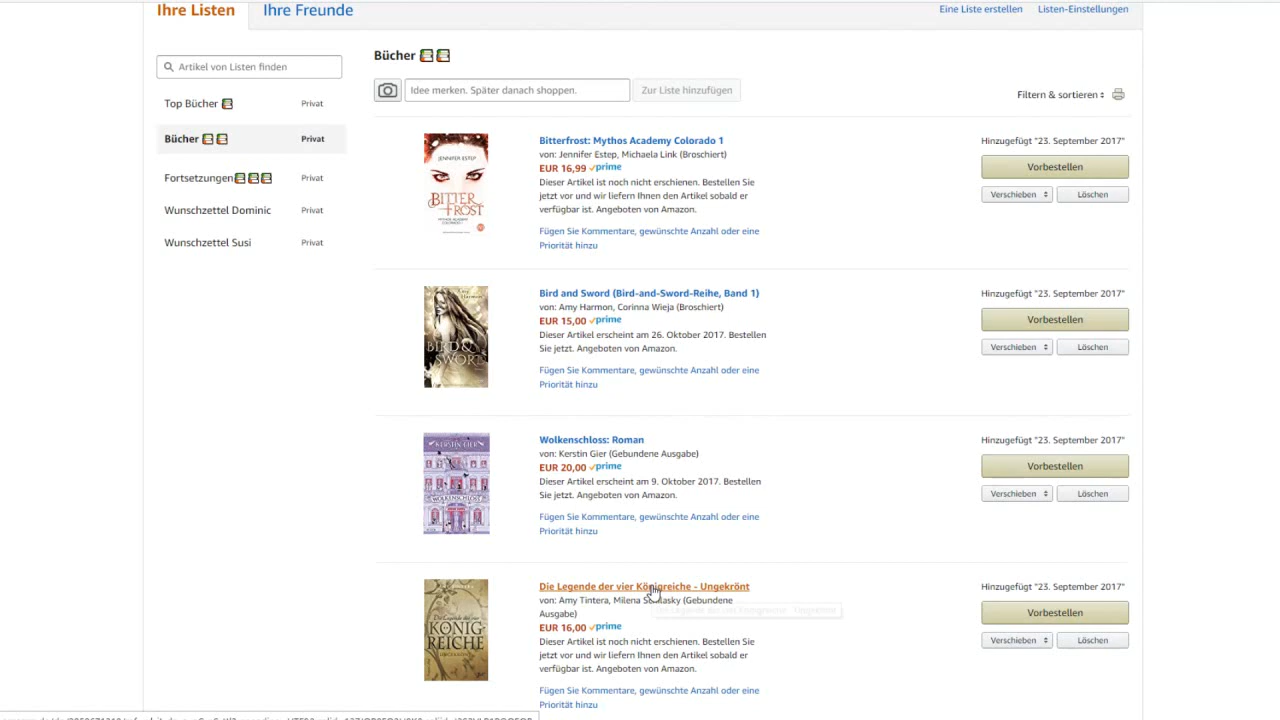 Ihre Listen
Ihre Freunde
Eine Liste erstellen
Listen-Einstellungen
Artikel von Listen finden
Top Bücher
Privat
Bücher
Privat
Fortsetzungen
Privat
Wunschzettel Dominic
Privat
Wunschzettel Susi
Privat
Bücher
Idee merken. Später danach shoppen.
Zur Liste hinzufügen
Filtern & sortieren
JENNIFER ESTEP
BITTER
FROST
Bitterfrost: Mythos Academy Colorado 1
von: Jennifer Estep, Michaela Link (Broschiert)
EUR 16,99 prime
Dieser Artikel ist noch nicht erschienen. Bestellen Sie
jetzt vor und wir liefern Ihnen den Artikel sobald er
verfügbar ist. Angeboten von Amazon.
Fügen Sie Kommentare, gewünschte Anzahl oder eine
Priorität hinzu
Hinzugefügt "23. September 2017"
Vorbestellen
Verschieben
Löschen
BIRD &
SWORD
Bird and Sword (Bird-and-Sword-Reihe, Band 1)
von: Amy Harmon, Corinna Wieja (Broschiert)
EUR 15,00 prime
Dieser Artikel erscheint am 26. Oktober 2017. Bestellen
Sie jetzt. Angeboten von Amazon.
Fügen Sie Kommentare, gewünschte Anzahl oder eine
Priorität hinzu
Hinzugefügt "23. September 2017"
Vorbestellen
Verschieben
Löschen
KERSTIN GIER
WOLKENSCHLOSS
Wolkenschloss: Roman
von: Kerstin Gier (Gebundene Ausgabe)
EUR 20,00 prime
Dieser Artikel erscheint am 9. Oktober 2017. Bestellen
Sie jetzt. Angeboten von Amazon.
Fügen Sie Kommentare, gewünschte Anzahl oder eine
Priorität hinzu
Hinzugefügt "23. September 2017"
Vorbestellen
Verschieben
Löschen
KÖNIG
REICHE
Die Legende der vier Königreiche - Ungekrönt
von: Amy Tintera, Milena (Gebundene
Ausgabe)
EUR 16,00 prime
Dieser Artikel ist noch nicht erschienen. Bestellen Sie
jetzt vor und wir liefern Ihnen den Artikel sobald er
verfügbar ist. Angeboten von Amazon.
Fügen Sie Kommentare, gewünschte Anzahl oder eine
Priorität hinzu
Hinzugefügt "23. September 2017"
Vorbestellen
Verschieben
Löschen